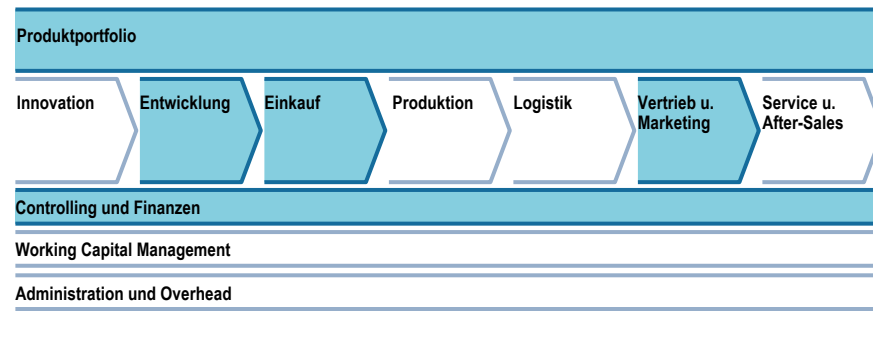 Produktportfolio
Innovation
Entwicklung
Einkauf
Produktion
Logistik
Vertrieb u.
Marketing
Service u.
After-Sales
Controlling und Finanzen
Working Capital Management
Administration und Overhead